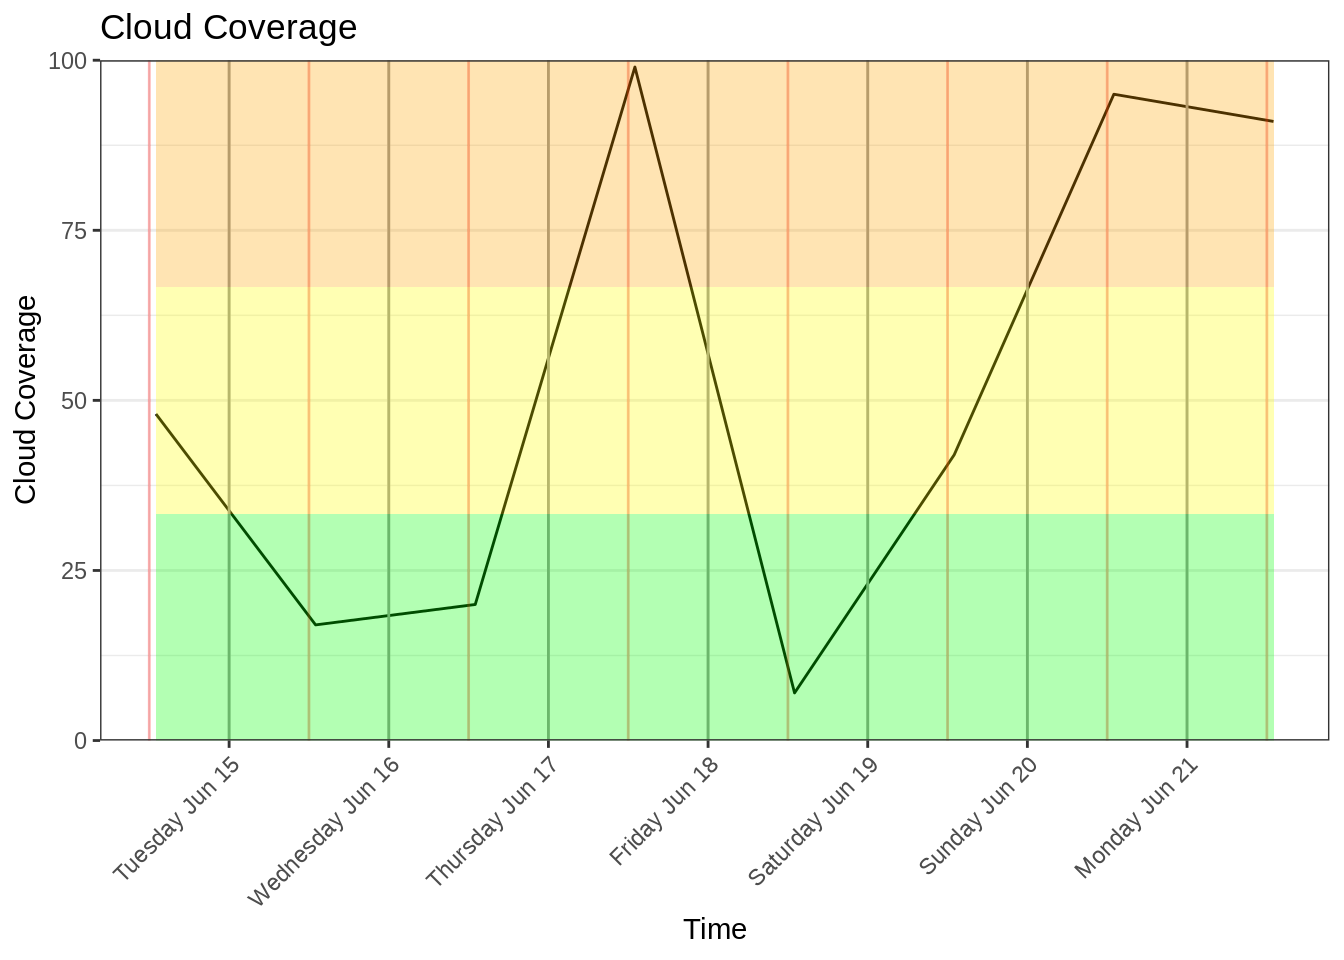 Cloud Coverage
100
75
50
25
0
Cloud Coverage
Tuesday Jun 15
Wednesday Jun 16
Thursday Jun 17
Friday Jun 18
Saturday Jun 19
Sunday Jun 20
Monday Jun 21
Time